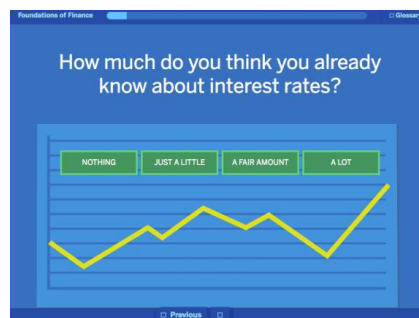 Foundations of Finance
Glossary
How much do you think you already
know about interest rates?
NOTHING
JUST A LITTLE
A FAIR AMOUNT
A LOT
Previous